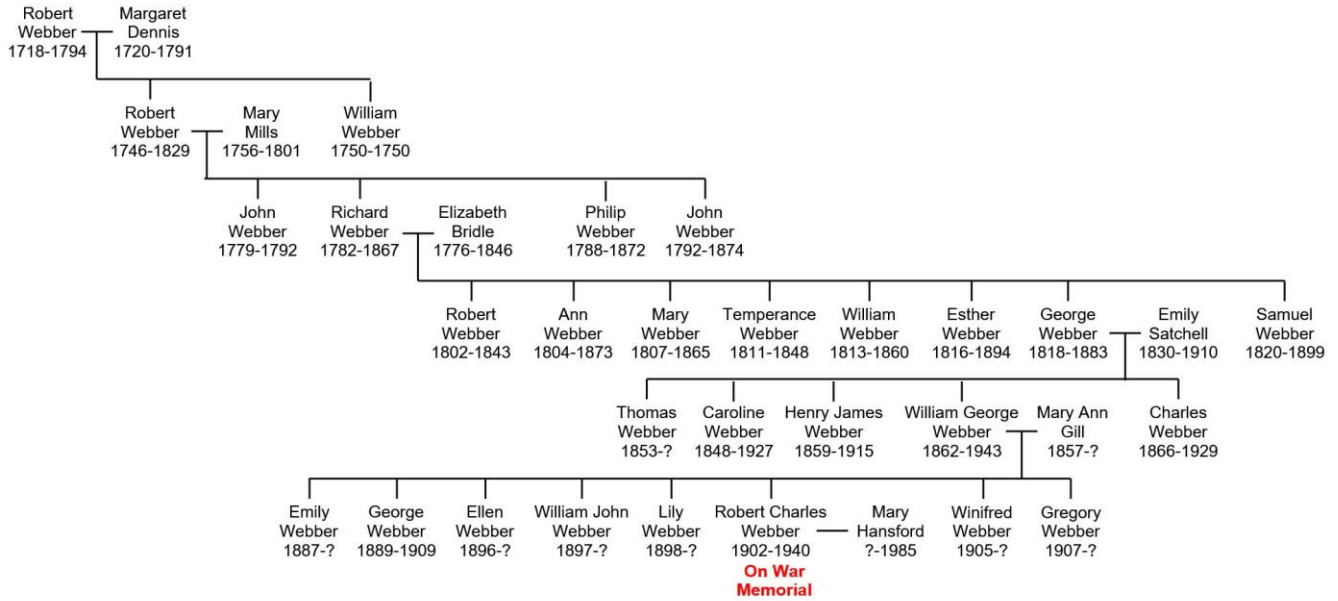 Robert
Webber
1718-1794
Margaret
Dennis
1720-1791
Robert
Webber
1746-1829
Mary
Mills
1756-1801
William
Webber
1750-1750
John
Webber
1779-1792
Richard
Webber
1782-1867
Elizabeth
Bridle
1776-1846
Philip
Webber
1788-1872
John
Webber
1792-1874
Robert
Webber
1802-1843
Ann
Webber
1804-1873
Mary
Webber
1807-1865
Temperance
Webber
1811-1848
William
Webber
1813-1860
Esther
Webber
1816-1894
George
Webber
1818-1883
Emily
Satchell
1830-1910
Samuel
Webber
1820-1899
Thomas
Webber
1853-?
Caroline
Webber
1848-1927
Henry James
Webber
1859-1915
William George
Webber
1862-1943
Mary Ann
Gill
1857-?
Charles
Webber
1866-1929
Emily
Webber
1887-?
George
Webber
1889-1909
Ellen
Webber
1896-?
William John
Webber
1897-?
Lily
Webber
1898-?
Robert Charles
Webber
1902-1940
On War
Memorial
Mary
Hansford
?-1985
Winifred
Webber
1905-?
Gregory
Webber
1907-?